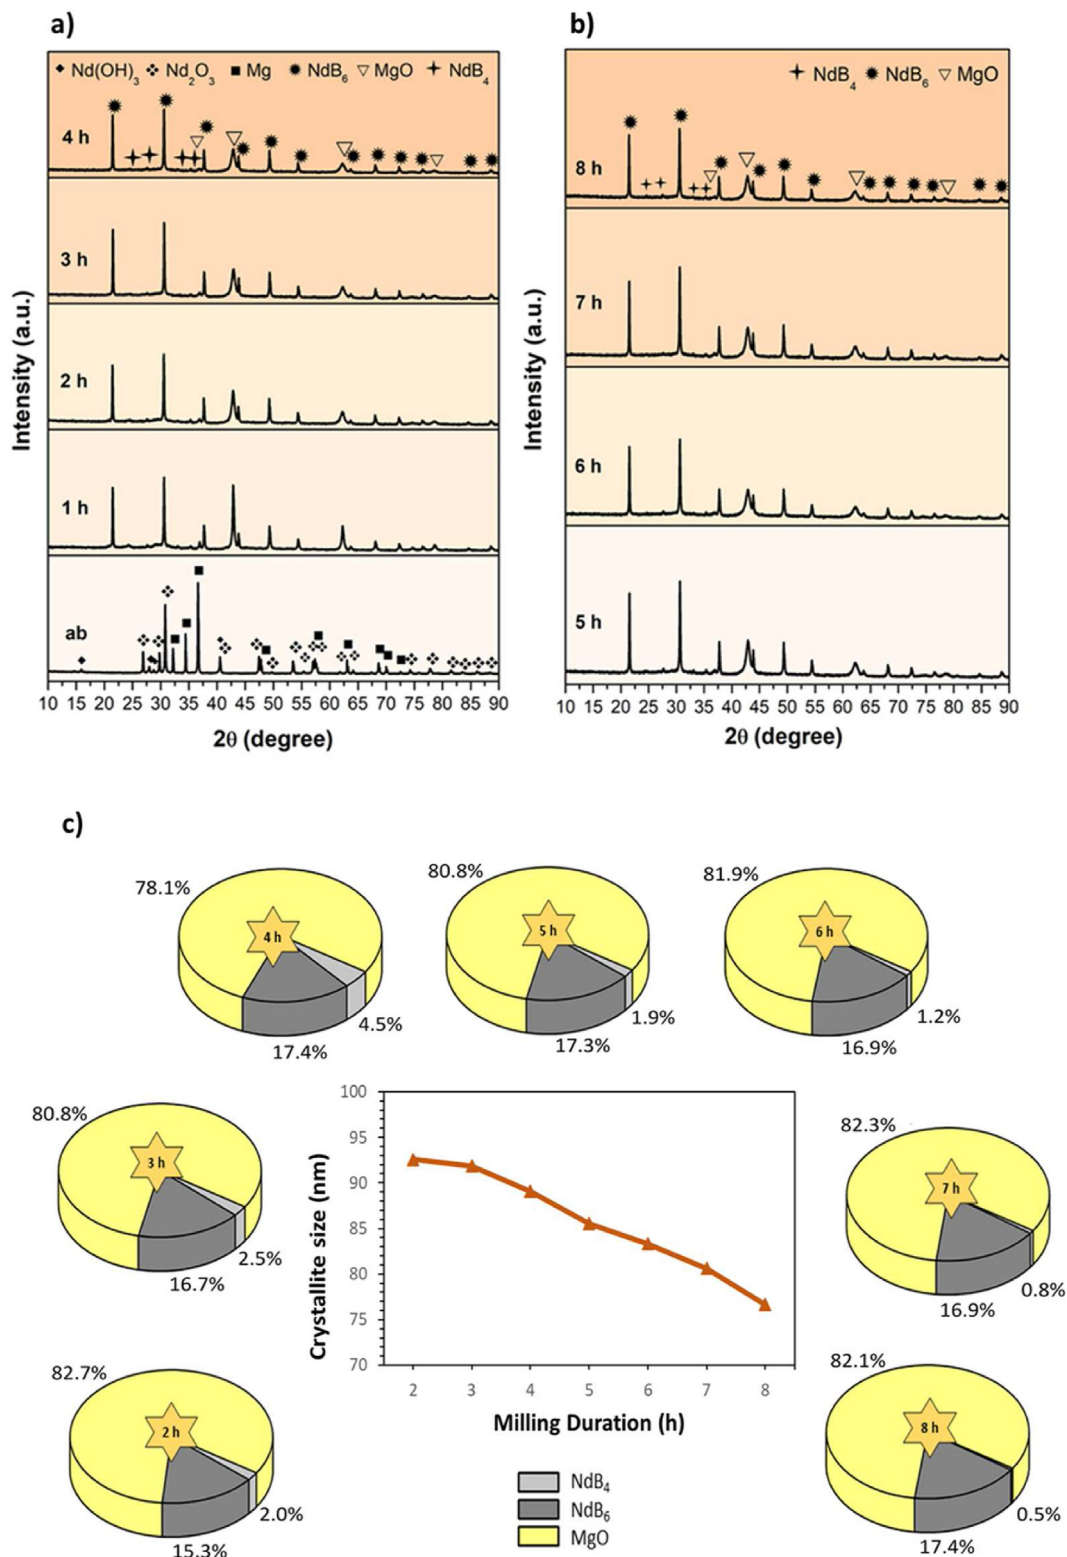 a)
Nd(OH)₃ Nd₂O₃ Mg NdB₆ MgO NdB₄
4 h
3 h
2 h
1 h
ab
Intensity (a.u.)
10 15 20 25 30 35 40 45 50 55 60 65 70 75 80 85 90
2θ (degree)
b)
NdB₄ NdB₆ MgO
8 h
7 h
6 h
5 h
Intensity (a.u.)
10 15 20 25 30 35 40 45 50 55 60 65 70 75 80 85 90
2θ (degree)
c)
78.1%
4 h
4.5%
17.4%
80.8%
5 h
1.9%
17.3%
81.9%
6 h
1.2%
16.9%
80.8%
3 h
2.5%
16.7%
82.3%
7 h
0.8%
16.9%
82.7%
2 h
2.0%
15.3%
82.1%
8 h
0.5%
17.4%
Crystallite size (nm)
100
95
90
85
80
75
70
2 3 4 5 6 7 8
Milling Duration (h)
NdB₄
NdB₆
MgO